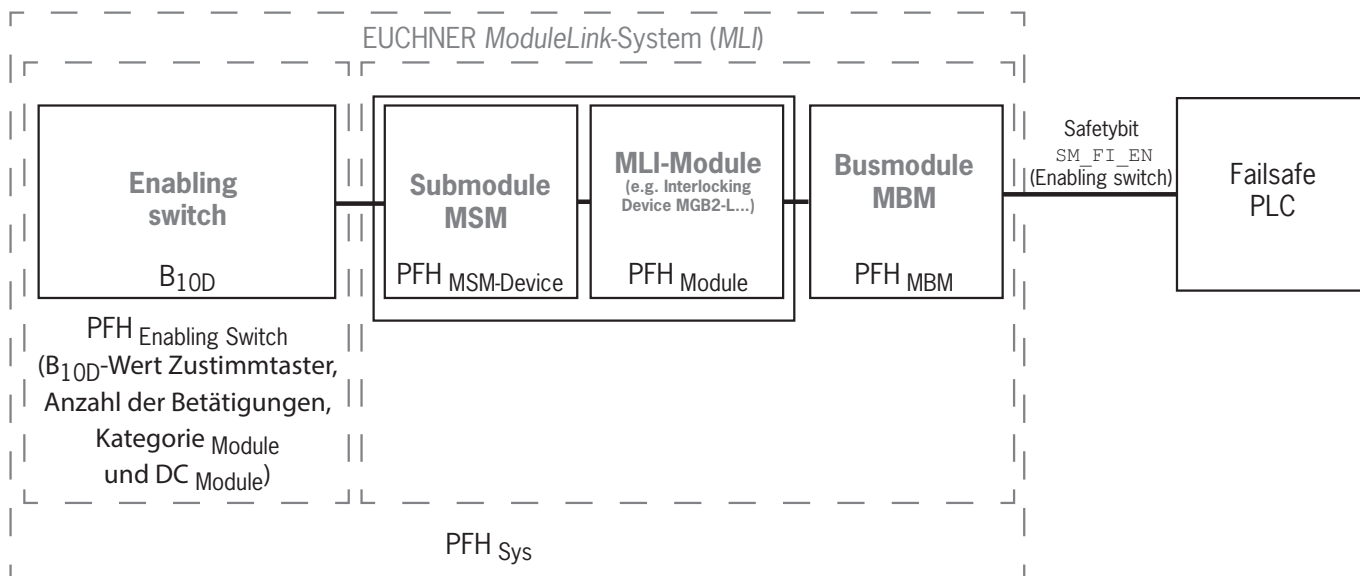 EUCHNER ModuleLink-System (MLI)
Enabling
switch
B10D
PFH Enabling Switch
(B10D-Wert Zustimmtaster,
Anzahl der Betätigungen,
Kategorie Module
und DC Module)
Submodule
MSM
PFH MSM-Device
MLI-Module
(e.g. Interlocking
Device MGB2-L...)
PFH Module
Busmodule
MBM
PFH MBM
Safetybit
SM_FI_EN
(Enabling switch)
Failsafe
PLC
PFH Sys